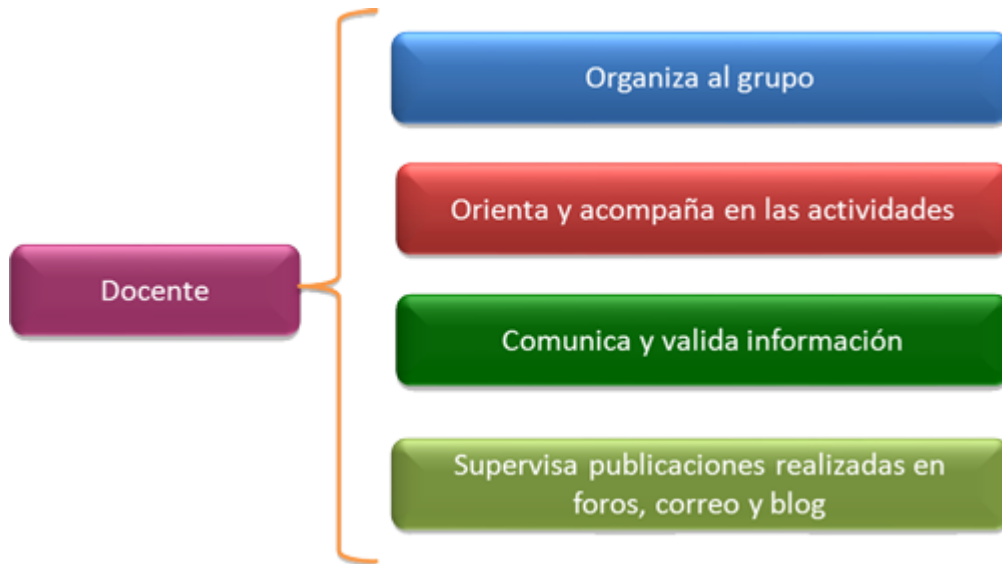 Docente
Organiza al grupo
Orienta y acompaña en las actividades
Comunica y valida información
Supervisa publicaciones realizadas en
foros, correo y blog